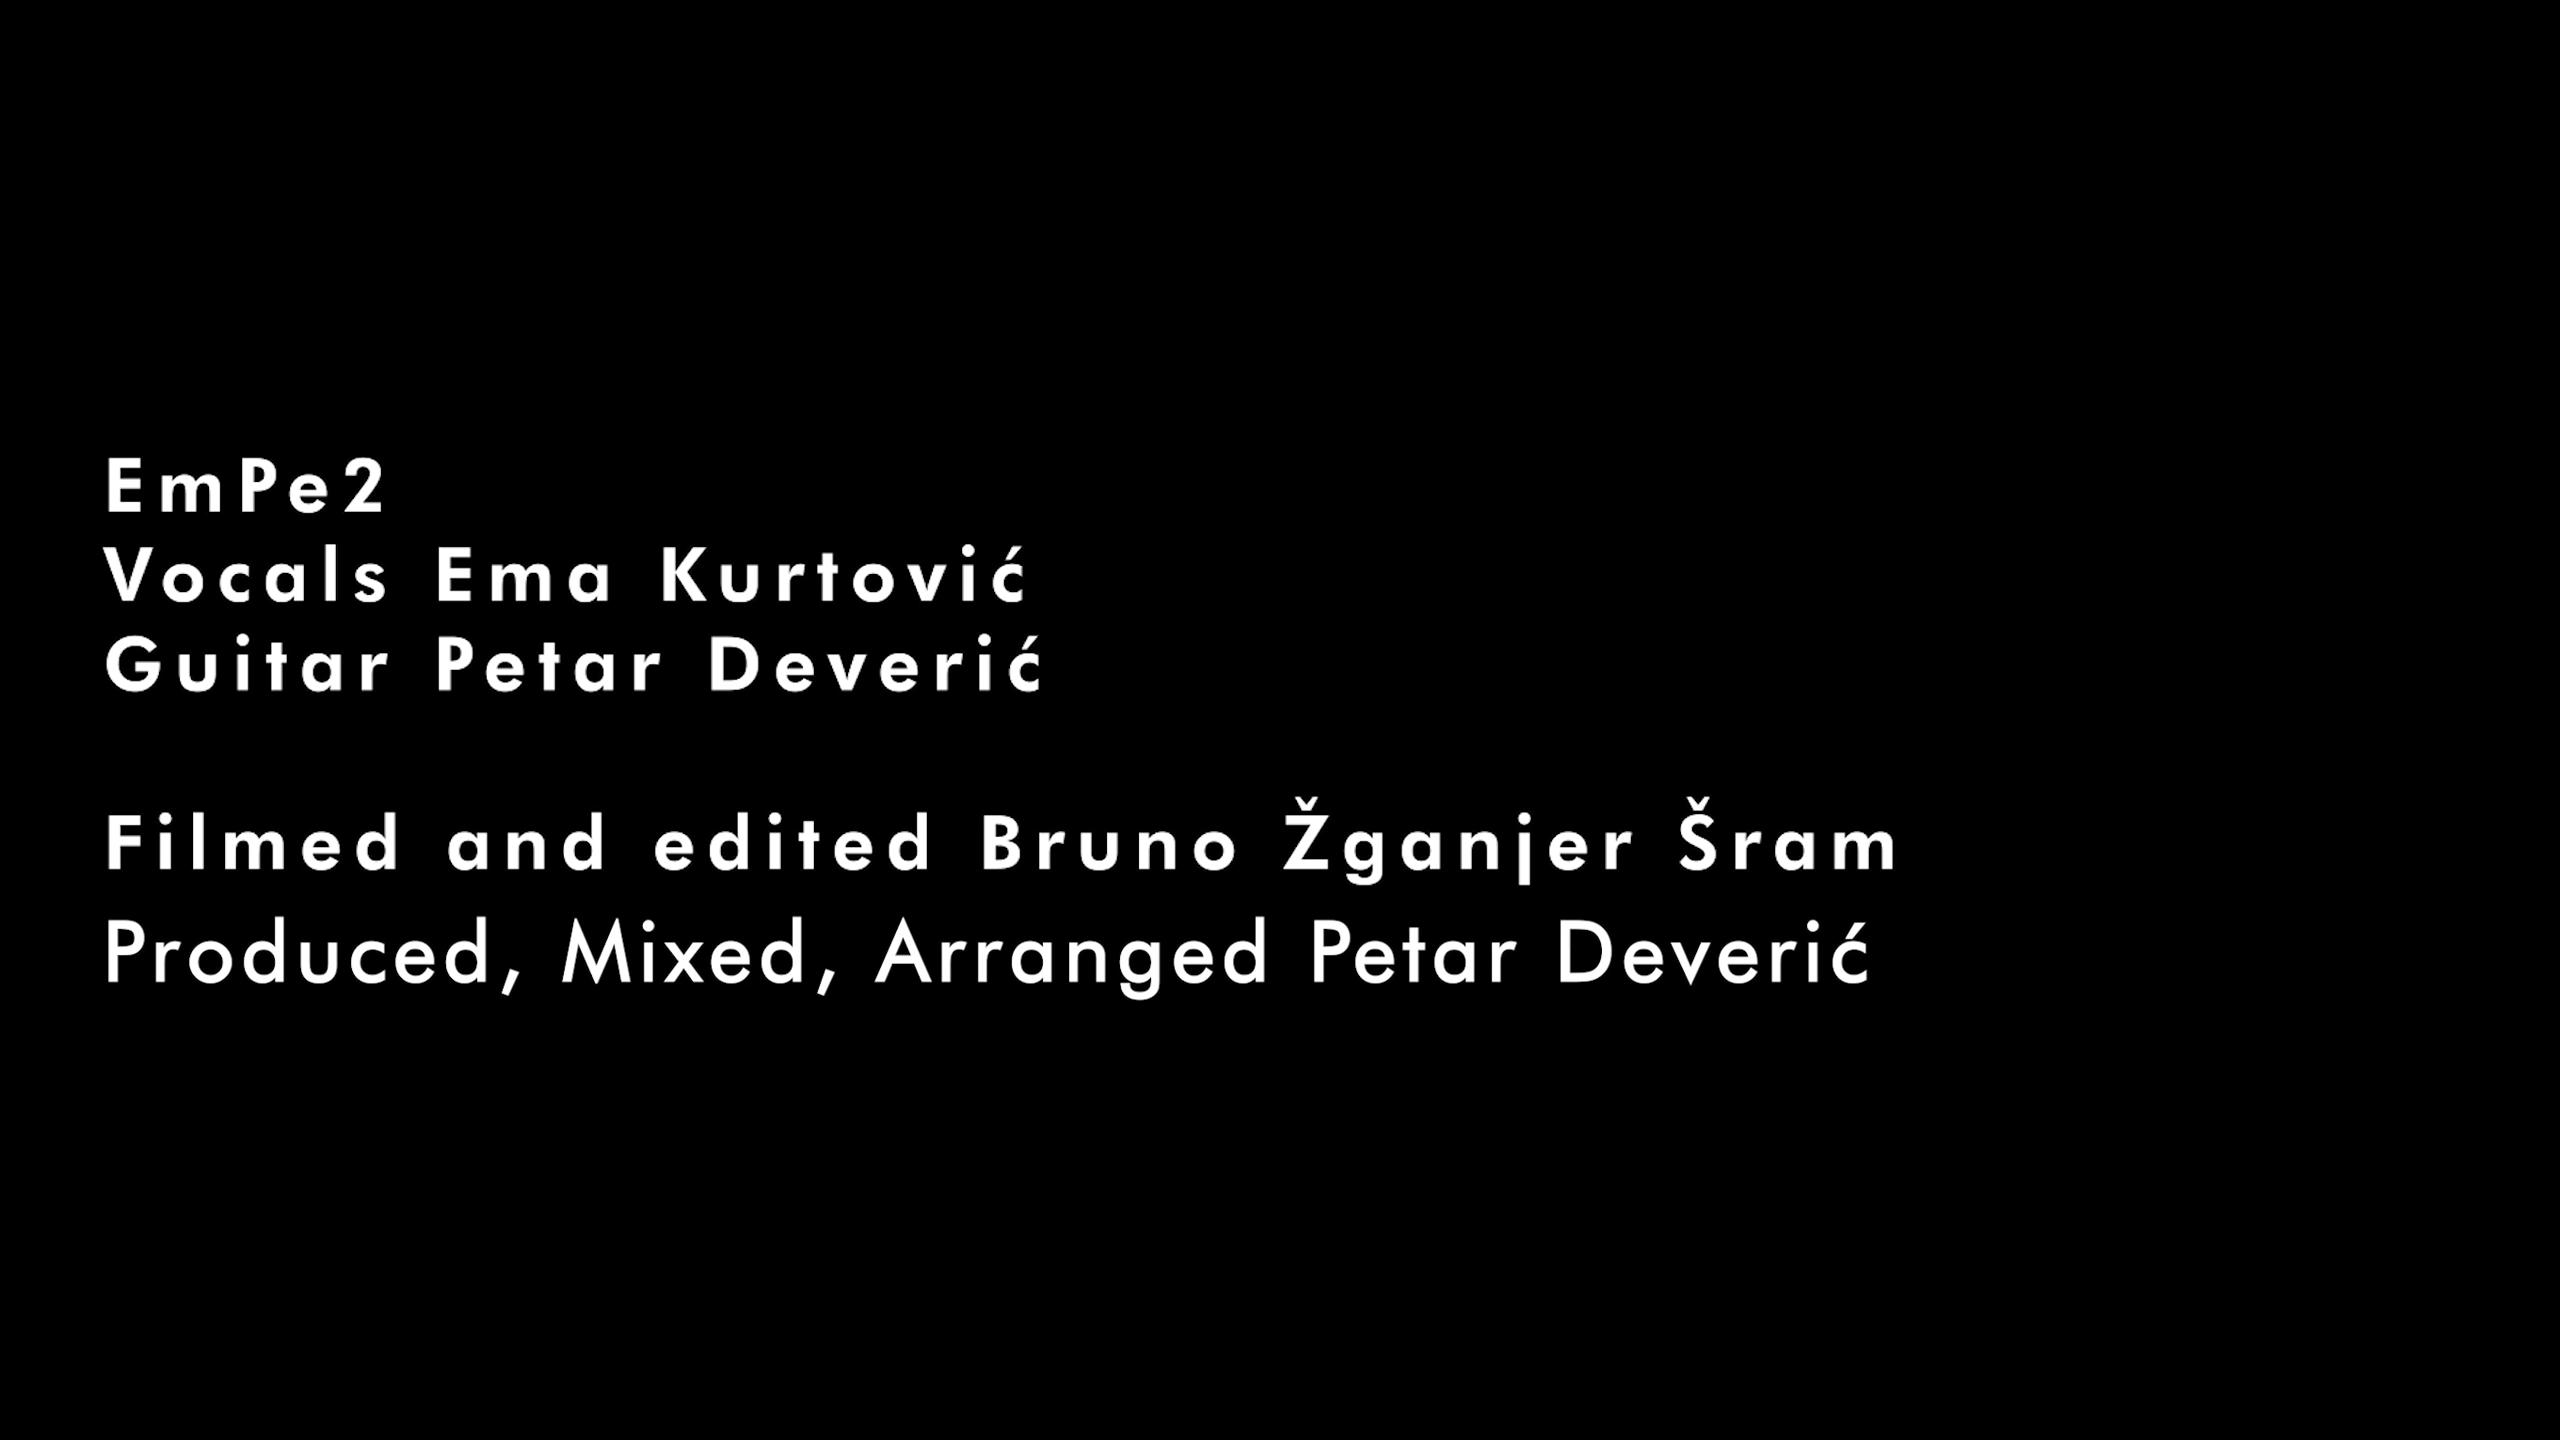 EmPe2
Vocals Ema Kurtović
Guitar Petar Deverić
Filmed and edited Bruno Žganjer Šram
Produced, Mixed, Arranged Petar Deverić